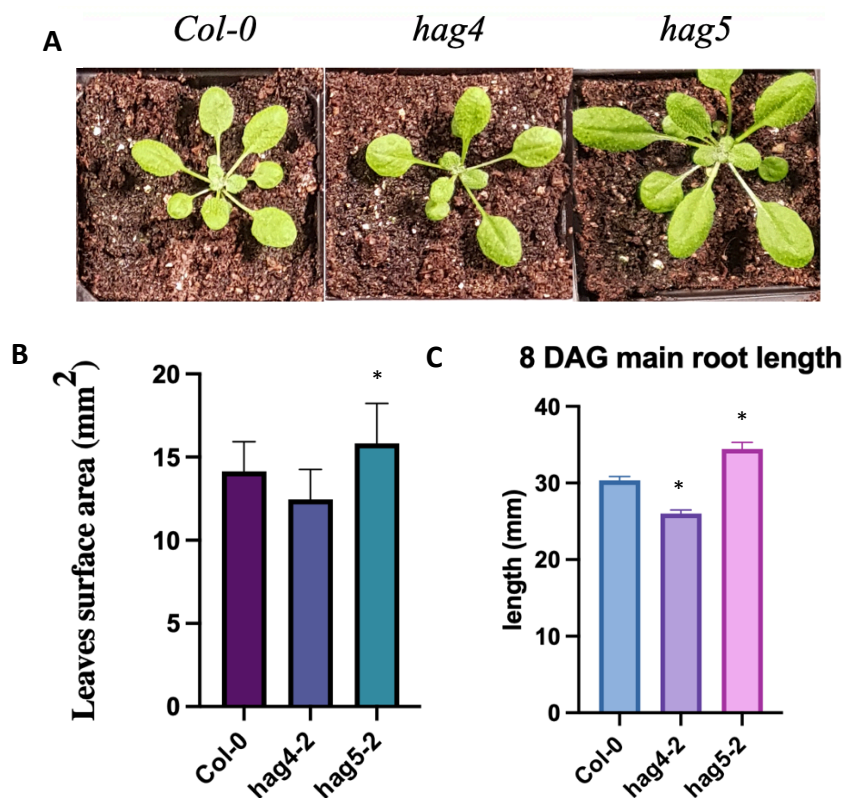 A
Col-0 hag4 hag5
B
Leaves surface area (mm2)
20
15
10
5
0
*
Col-0
hag4-2
hag5-2
C
8 DAG main root length
length (mm)
40
30
20
10
0
*
*
Col-0
hag4-2
hag5-2